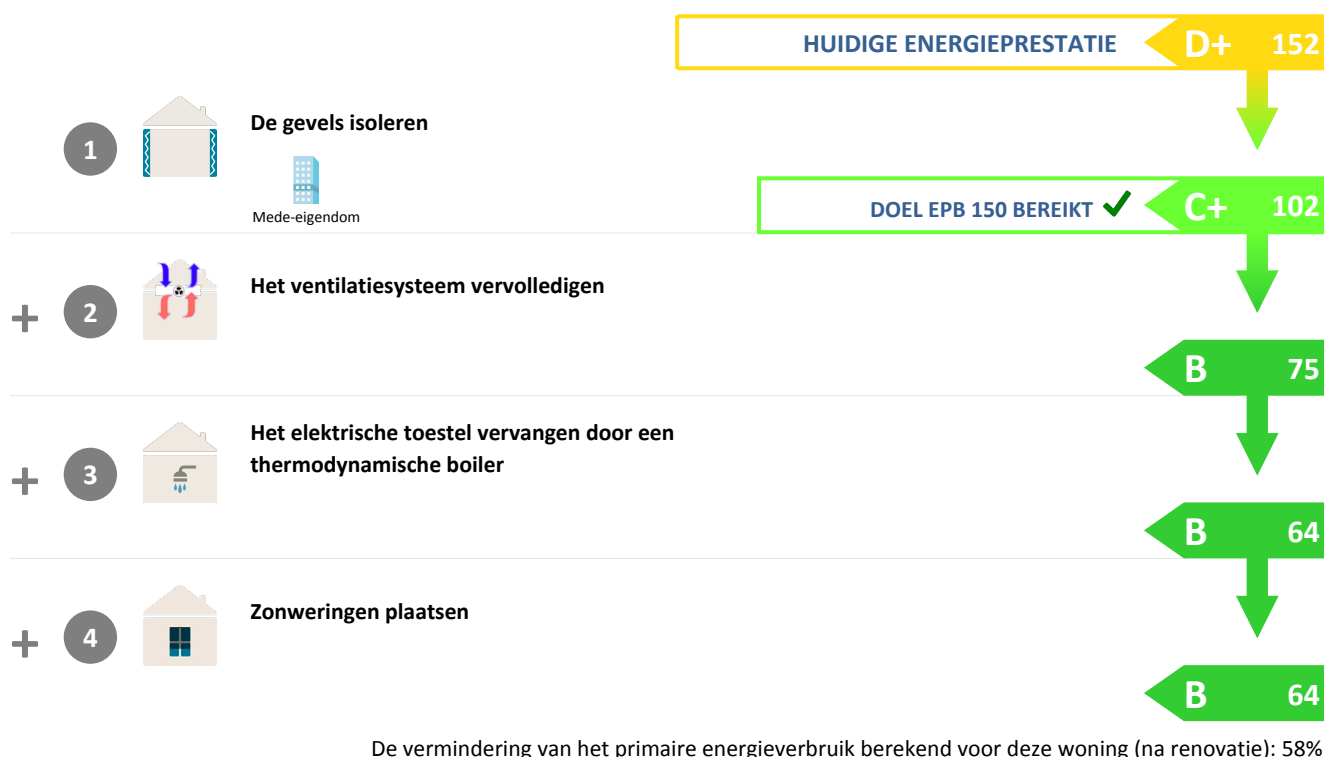 HUIDIGE ENERGIEPRESTATIE D+ 152
1 De gevels isoleren
Mede-eigendom
DOEL EPB 150 BEREIKT C+ 102
+ 2 Het ventilatiesysteem vervolledigen
B 75
+ 3 Het elektrische toestel vervangen door een
thermodynamische boiler
B 64
+ 4 Zonweringen plaatsen
B 64
De vermindering van het primaire energieverbruik berekend voor deze woning (na renovatie): 58%